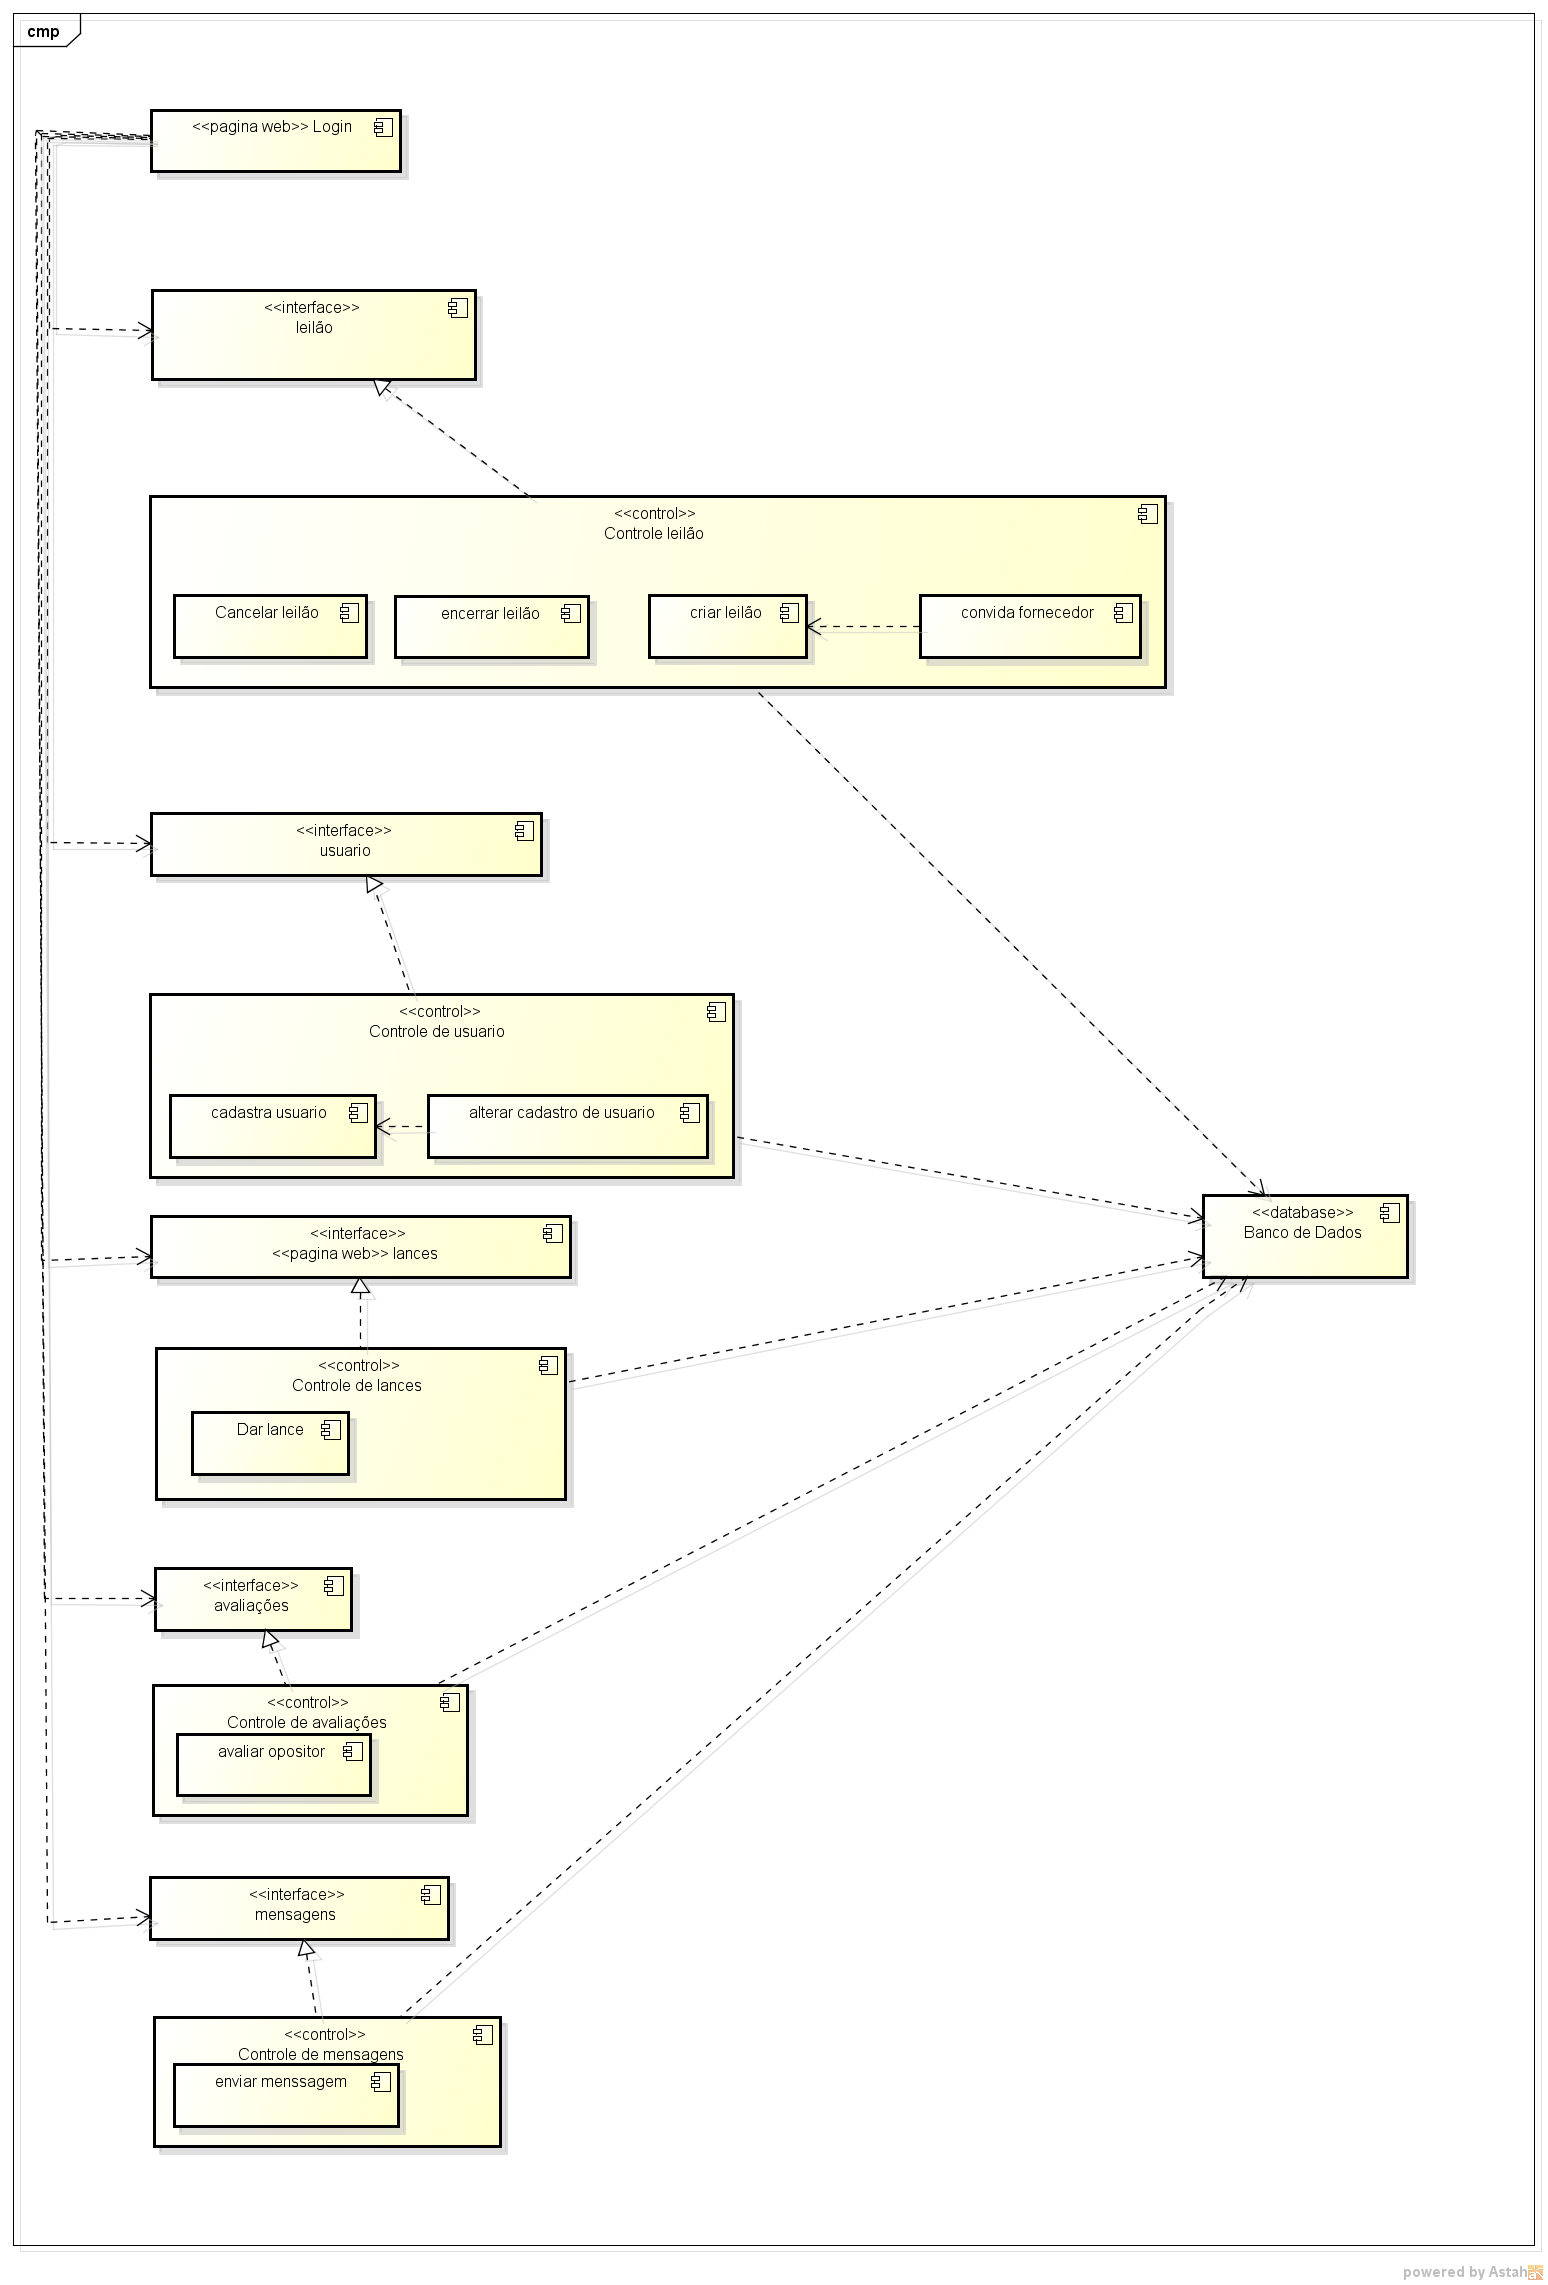 cmp
<<pagina web>> Login
<<interface>>
leilão
<<control>>
Controle leilão
Cancelar leilão
encerrar leilão
criar leilão
convida fornecedor
<<interface>>
usuario
<<control>>
Controle de usuario
cadastra usuario
alterar cadastro de usuario
<<database>>
Banco de Dados
<<interface>>
<<pagina web>> lances
<<control>>
Controle de lances
Dar lance
<<interface>>
avaliações
<<control>>
Controle de avaliações
avaliar opositor
<<interface>>
mensagens
<<control>>
Controle de mensagens
enviar menssagem
powered by Astah